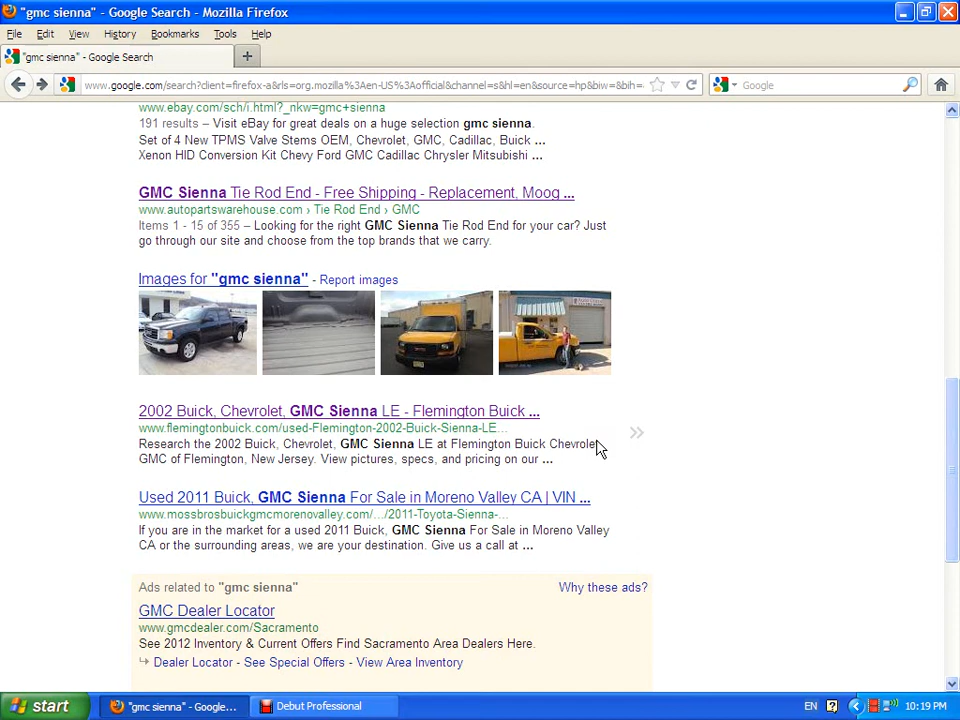 "gmc sienna" - Google Search - Mozilla Firefox
File Edit View History Bookmarks Tools Help
"gmc sienna" - Google Search
www.google.com/search?client=firefox-a&rls=org.mozilla%3Aen-US%3Aofficial&channel=s&hl=en&source=hp&biw=&bih=
Google
www.ebay.com/sch/i.html?_nkw=gmc+sienna
191 results – Visit eBay for great deals on a huge selection gmc sienna.
Set of 4 New TPMS Valve Stems OEM, Chevrolet, GMC, Cadillac, Buick ...
Xenon HID Conversion Kit Chevy Ford GMC Cadillac Chrysler Mitsubishi ...
GMC Sienna Tie Rod End - Free Shipping - Replacement, Moog ...
www.autopartswarehouse.com › Tie Rod End › GMC
Items 1 - 15 of 355 – Looking for the right GMC Sienna Tie Rod End for your car? Just
go through our site and choose from the top brands that we carry.
Images for "gmc sienna" - Report images
2002 Buick, Chevrolet, GMC Sienna LE - Flemington Buick ...
www.flemingtonbuick.com/used-Flemington-2002-Buick-Sienna-LE...
Research the 2002 Buick, Chevrolet, GMC Sienna LE at Flemington Buick Chevrolet
GMC of Flemington, New Jersey. View pictures, specs, and pricing on our ...
Used 2011 Buick, GMC Sienna For Sale in Moreno Valley CA | VIN ...
www.mossbrosbuickgmcmorenovalley.com/.../2011-Toyota-Sienna-...
If you are in the market for a used 2011 Buick, GMC Sienna For Sale in Moreno Valley
CA or the surrounding areas, we are your destination. Give us a call at ...
Ads related to "gmc sienna"
Why these ads?
GMC Dealer Locator
www.gmcdealer.com/Sacramento
See 2012 Inventory & Current Offers Find Sacramento Area Dealers Here.
Dealer Locator - See Special Offers - View Area Inventory
start
"gmc sienna" - Google...
Debut Professional
EN
10:19 PM